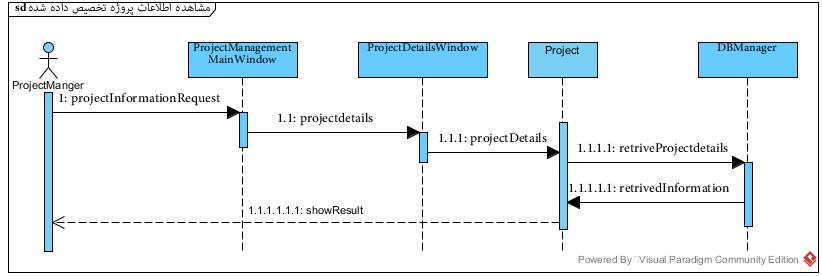 sd مشاهده اطلاعات پروژه تخصیص داده شده
ProjectManagement
MainWindow
ProjectDetailsWindow
Project
DBManager
ProjectManger
1: projectInformationRequest
1.1: projectdetails
1.1.1: projectDetails
1.1.1.1: retriveProjectdetails
1.1.1.1.1: retrivedInformation
1.1.1.1.1.1: showResult
Powered By Visual Paradigm Community Edition